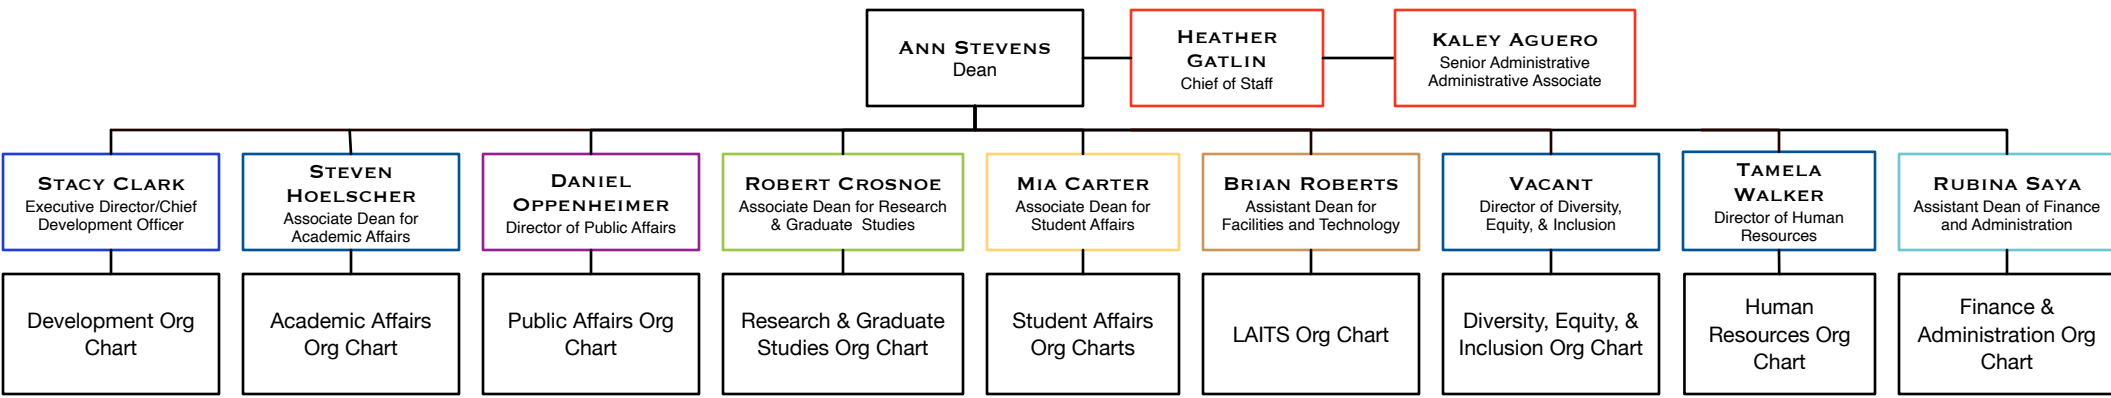 ANN STEVENS
Dean
HEATHER
GATLIN
Chief of Staff
KALEY AGUERO
Senior Administrative
Administrative Associate
STACY CLARK
Executive Director/Chief
Development Officer
STEVEN
HOELSCHER
Associate Dean for
Academic Affairs
DANIEL
OPPENHEIMER
Director of Public Affairs
ROBERT CROSNOE
Associate Dean for Research
& Graduate Studies
MIA CARTER
Associate Dean for
Student Affairs
BRIAN ROBERTS
Assistant Dean for
Facilities and Technology
VACANT
Director of Diversity,
Equity, & Inclusion
TAMELA
WALKER
Director of Human
Resources
RUBINA SAYA
Assistant Dean of Finance
and Administration
Development Org
Chart
Academic Affairs
Org Chart
Public Affairs Org
Chart
Research & Graduate
Studies Org Chart
Student Affairs
Org Charts
LAITS Org Chart
Diversity, Equity, &
Inclusion Org Chart
Human
Resources Org
Chart
Finance &
Administration Org
Chart